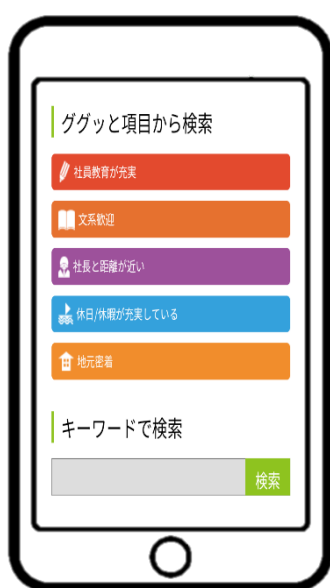 ググッと項目から検索
社員教育が充実
文系歓迎
社長と距離が近い
休日/休暇が充実している
地元密着
キーワードで検索
検索